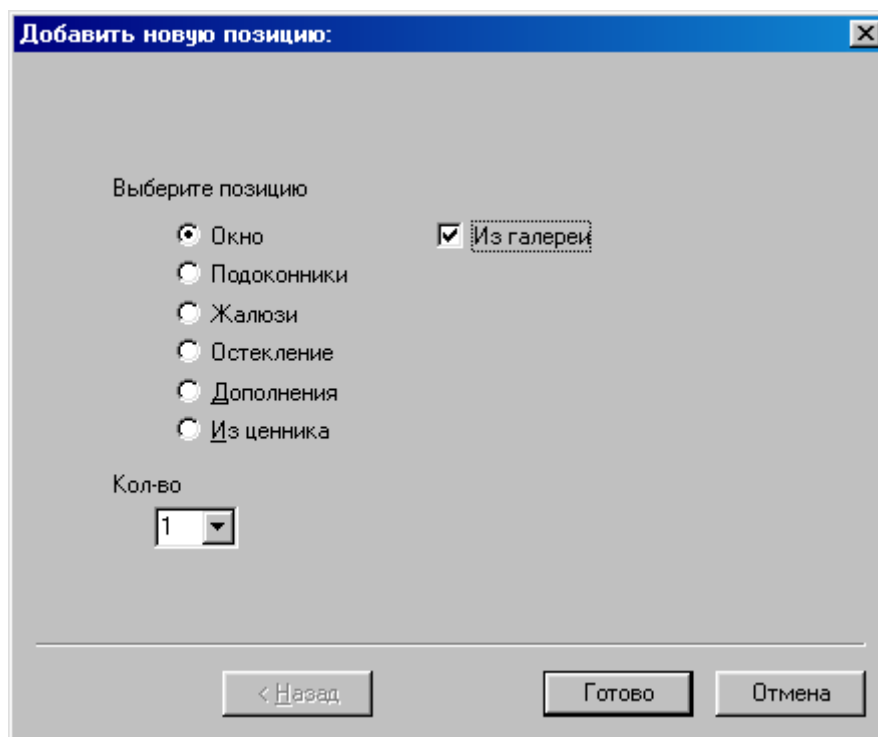 Добавить новую позицию:
Выберите позицию
Окно
Из галереи
Подоконники
Жалюзи
Остекление
Дополнения
Из ценника
Кол-во
1
< Назад
Готово
Отмена